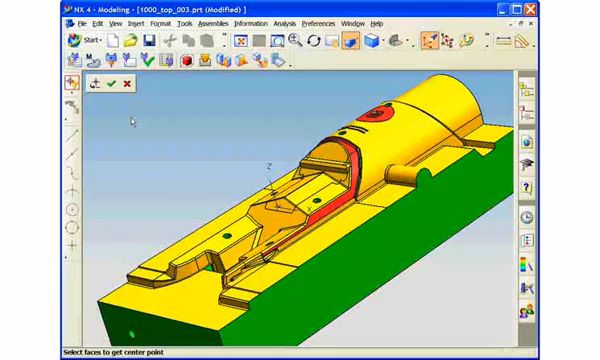 NX 4 - Modeling - [1000_top_003.prt (Modified) ]
File Edit View Insert Format Tools Assemblies Information Analysis Preferences Window Help
Start
Z
Select faces to get center point